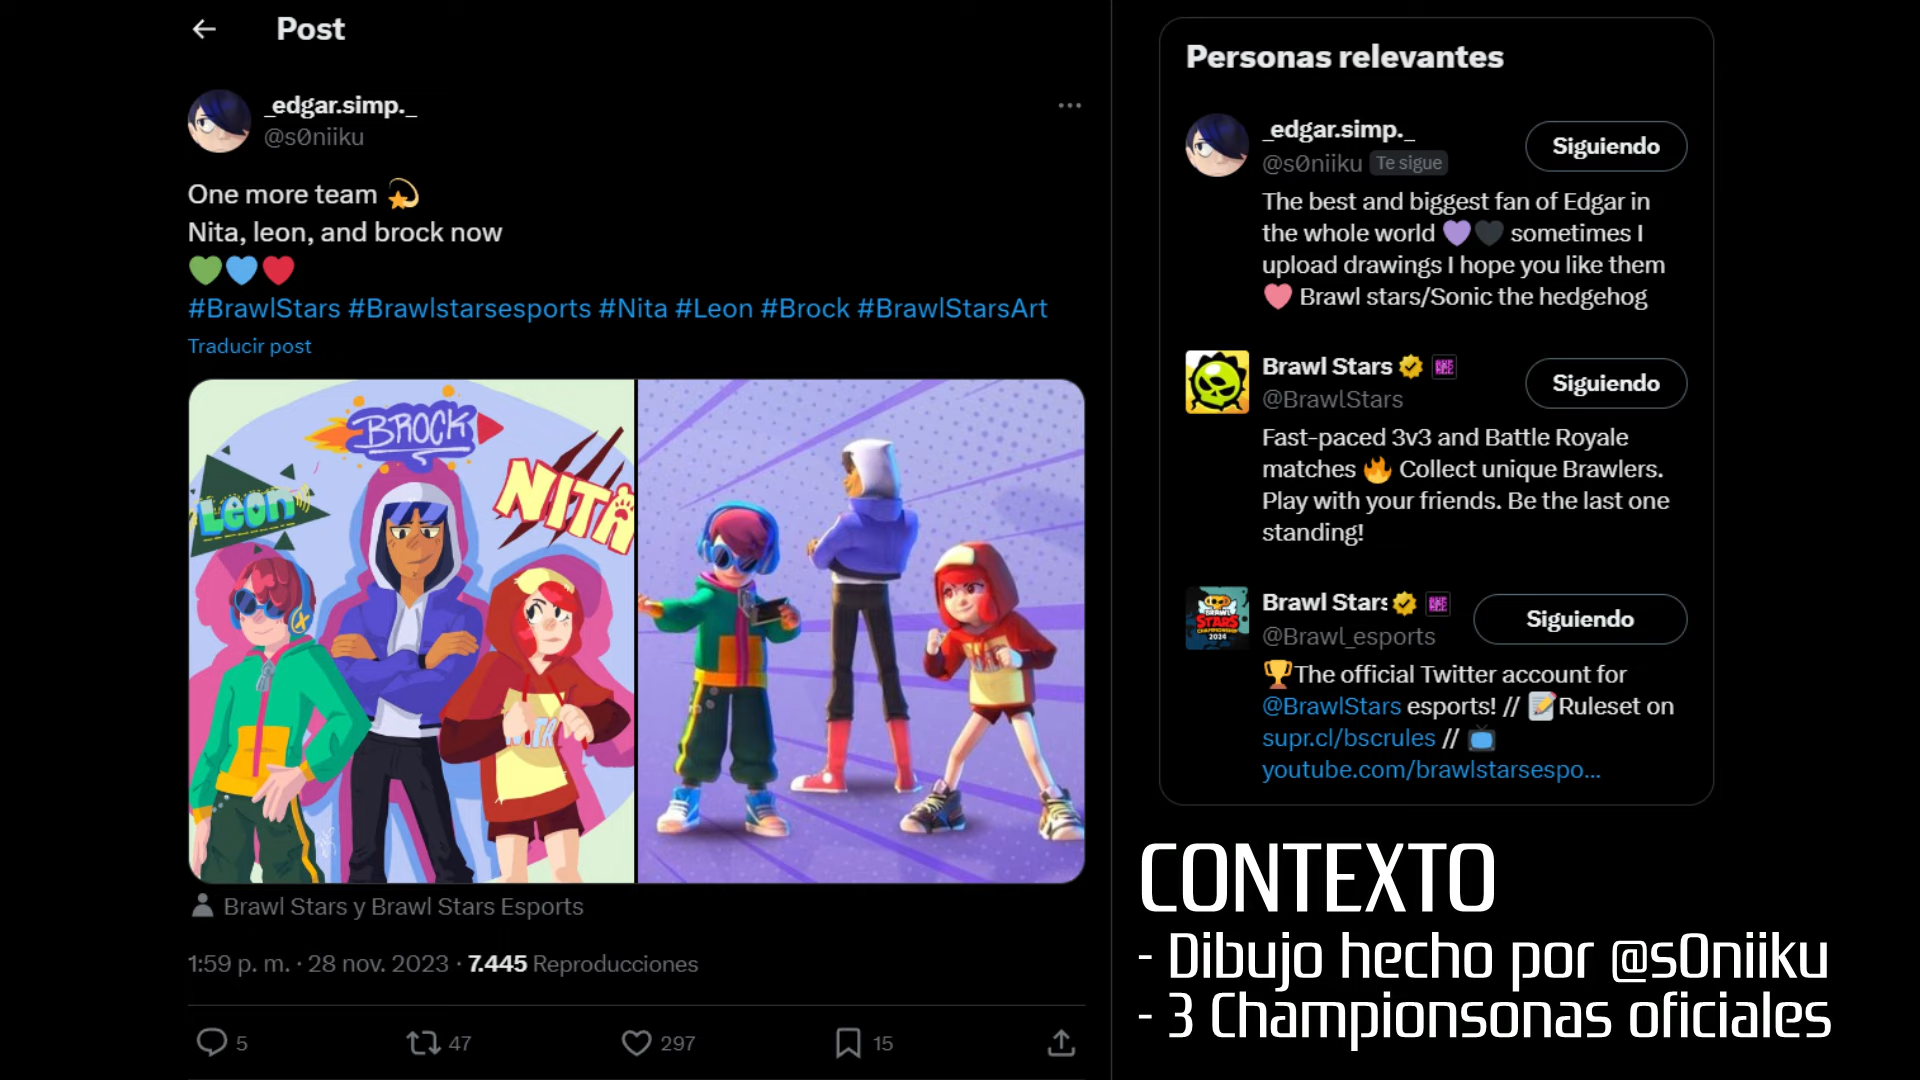 Post
_edgar.simp._
@s0niiku
One more team
Nita, leon, and brock now
#BrawlStars #Brawlstarsesports #Nita #Leon #Brock #BrawlStarsArt
Traducir post
BROCK
Leon
NITA
Brawl Stars y Brawl Stars Esports
1:59 p. m. · 28 nov. 2023 · 7.445 Reproducciones
5
47
297
15
Personas relevantes
_edgar.simp._
@s0niiku Te sigue
Siguiendo
The best and biggest fan of Edgar in
the whole world 💜🖤 sometimes I
upload drawings I hope you like them
Brawl stars/Sonic the hedgehog
Brawl Stars
@BrawlStars
Siguiendo
Fast-paced 3v3 and Battle Royale
matches 🔥 Collect unique Brawlers.
Play with your friends. Be the last one
standing!
Brawl Stars
@Brawl_esports
Siguiendo
BRAWL
STARS
CHAMPIONSHIP
2024
The official Twitter account for
@BrawlStars esports! // 📝Ruleset on
supr.cl/bscrules // 📺
youtube.com/brawlstarsespo...
CONTEXTO
- Dibujo hecho por @s0niiku
- 3 Championsonas oficiales